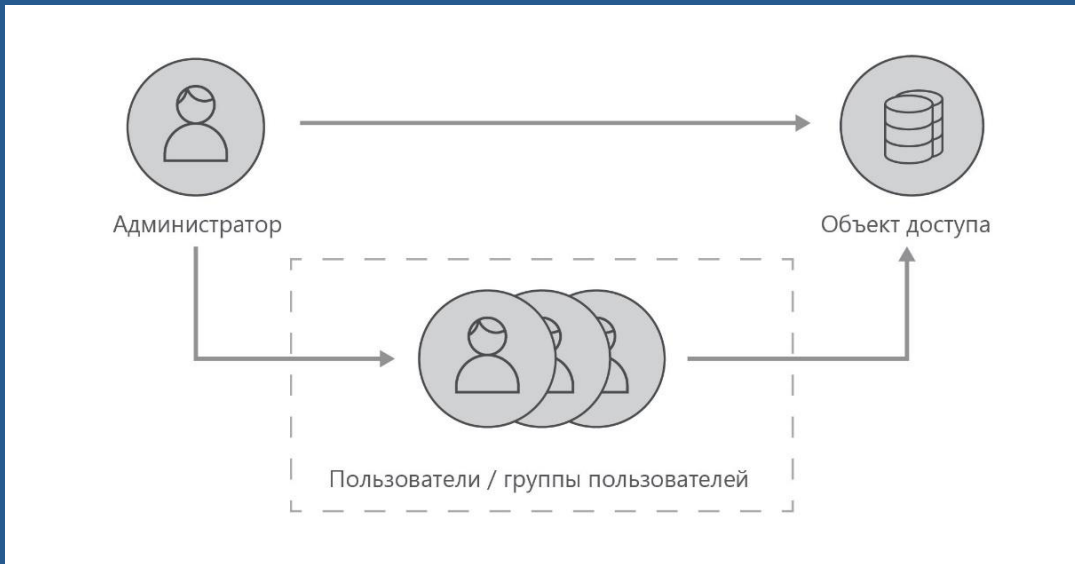 Администратор
Объект доступа
Пользователи / группы пользователей